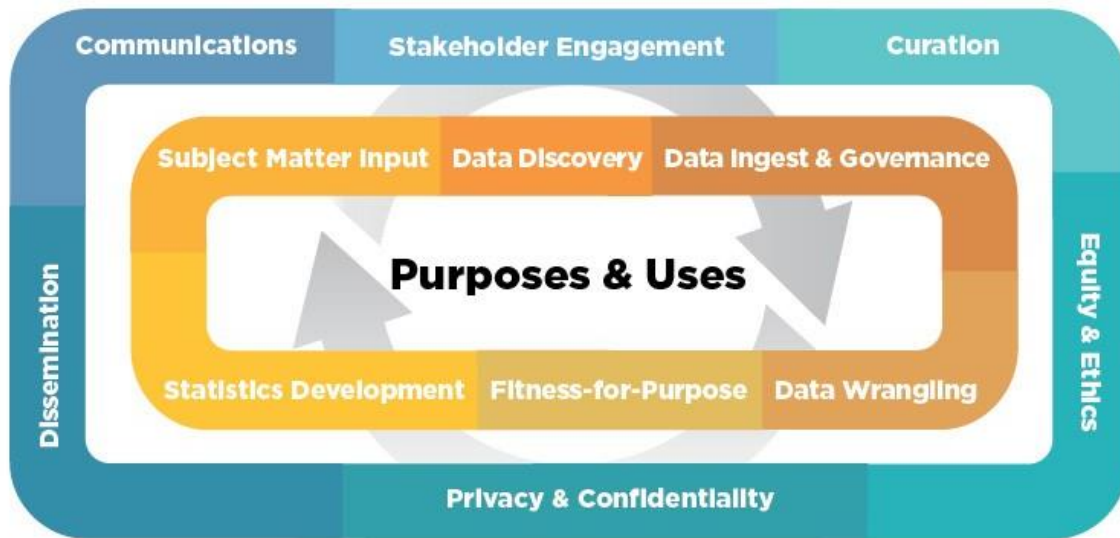 Communications
Stakeholder Engagement
Curation
Subject Matter Input
Data Discovery
Data Ingest & Governance
Purposes & Uses
Dissemination
Equity & Ethics
Statistics Development
Fitness-for-Purpose
Data Wrangling
Privacy & Confidentiality